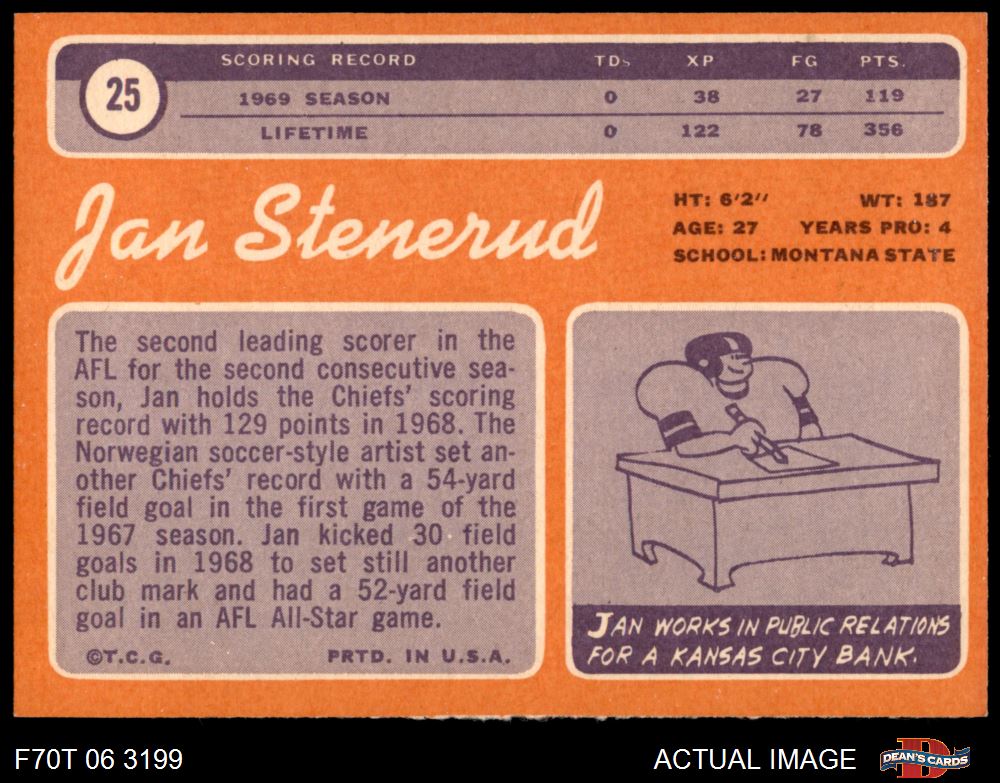 25
SCORING RECORD TDs XP FG PTS.
1969 SEASON 0 38 27 119
LIFETIME 0 122 78 356
Jan Stenerud
HT: 6'2" WT: 187
AGE: 27 YEARS PRO: 4
SCHOOL: MONTANA STATE
The second leading scorer in the
AFL for the second consecutive sea-
son, Jan holds the Chiefs' scoring
record with 129 points in 1968. The
Norwegian soccer-style artist set an-
other Chiefs' record with a 54-yard
field goal in the first game of the
1967 season. Jan kicked 30 field
goals in 1968 to set still another
club mark and had a 52-yard field
goal in an AFL All-Star game.
©T.C.G. PRTD. IN U.S.A.
JAN WORKS IN PUBLIC RELATIONS
FOR A KANSAS CITY BANK.
F70T 06 3199 ACTUAL IMAGE DEAN'S CARDS